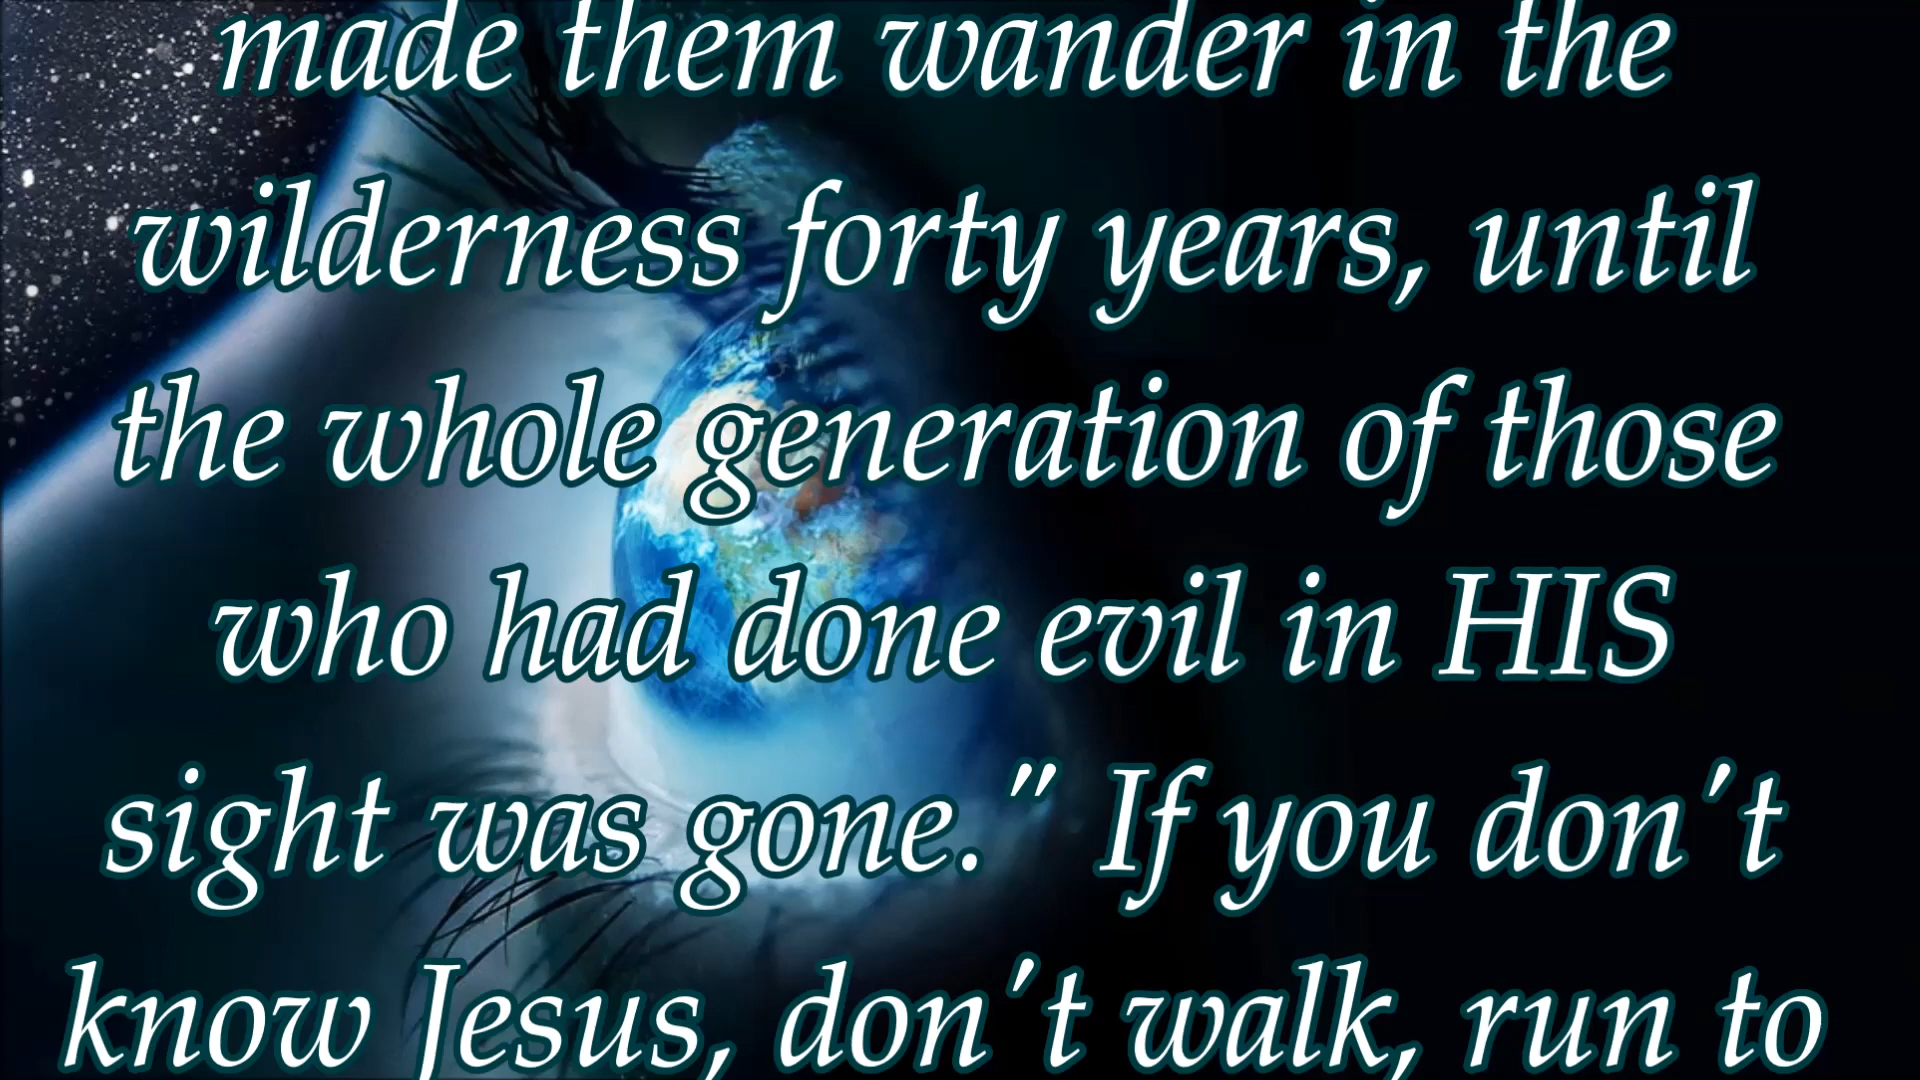 made them wander in the
wilderness forty years, until
the whole generation of those
who had done evil in HIS
sight was gone." If you don't
know Jesus, don't walk, run to